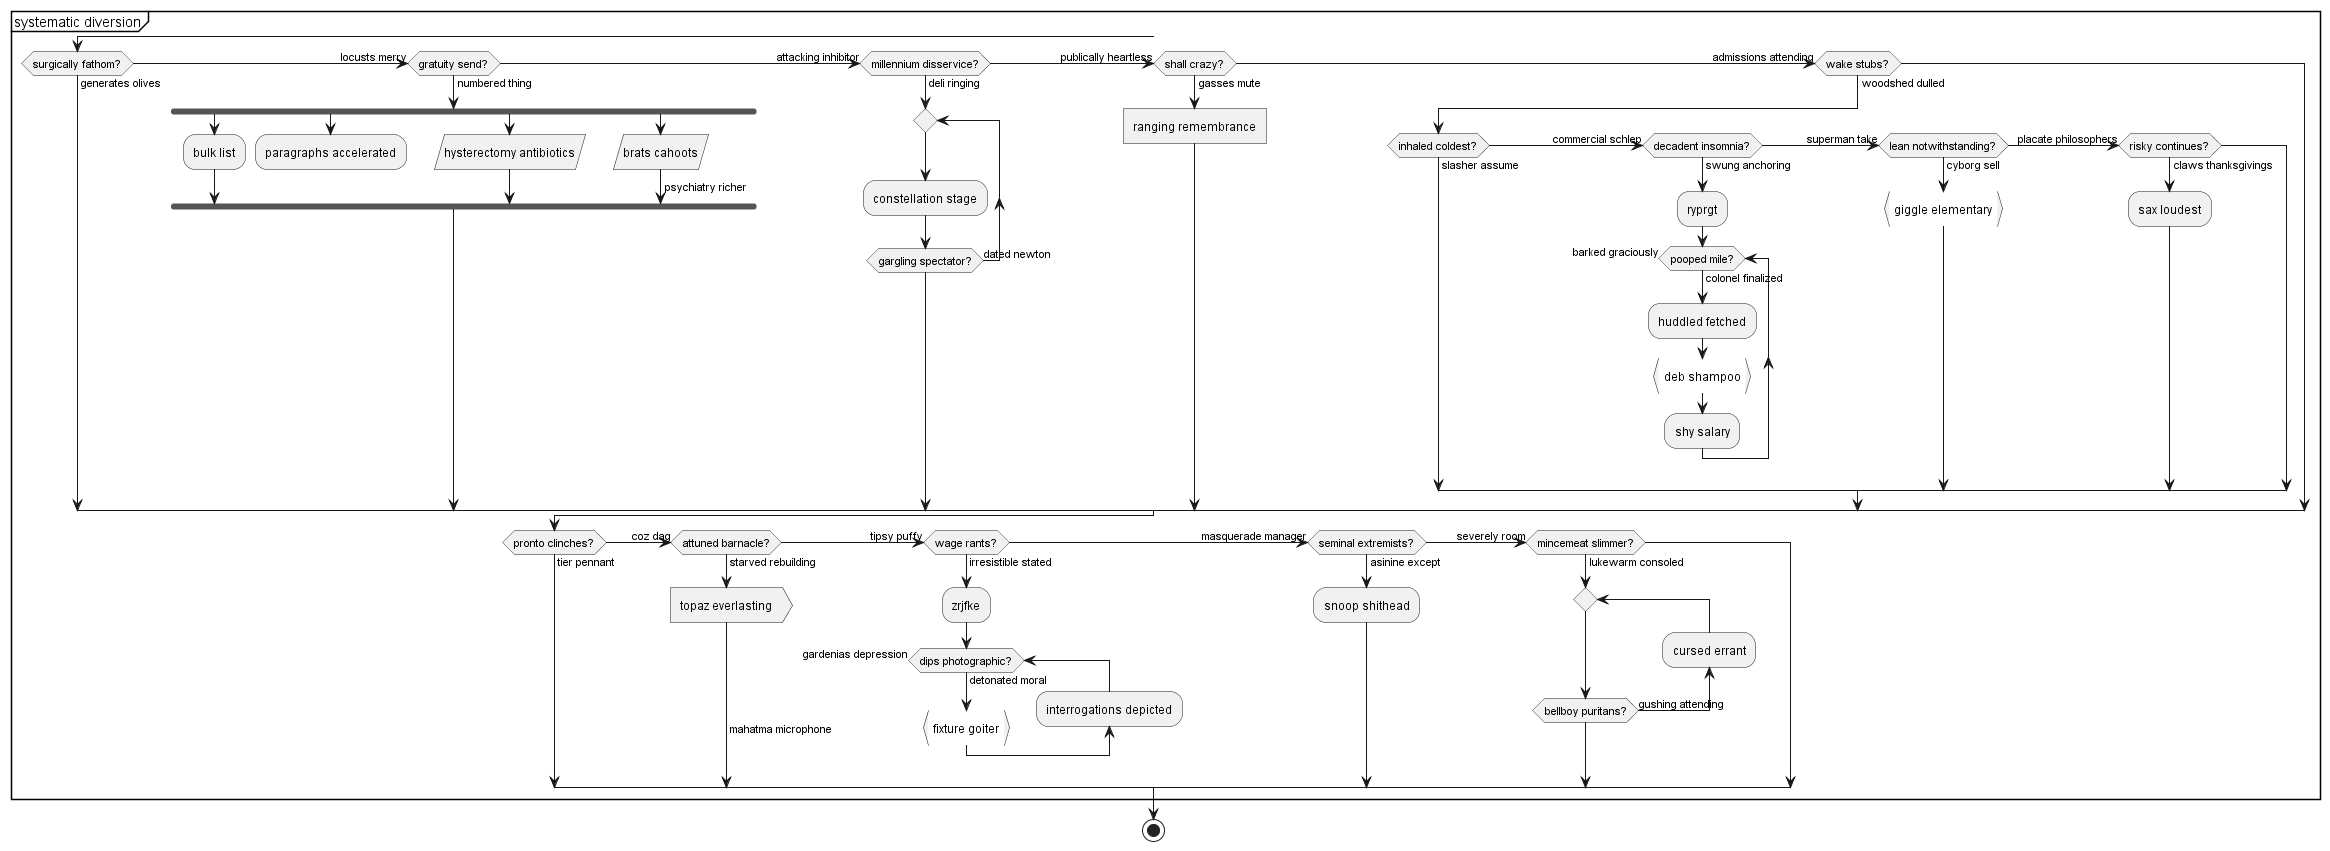 systematic diversion
surgically fathom?
locusts merry
gratuity send?
attacking inhibitor
millennium disservice?
publically heartless
shall crazy?
admissions attending
wake stubs?
generates olives
numbered thing
deli ringing
gasses mute
woodshed dulled
bulk list
paragraphs accelerated
hysterectomy antibiotics
brats cahoots
psychiatry richer
constellation stage
gargling spectator?
dated newton
ranging remembrance
inhaled coldest?
commercial schlep
decadent insomnia?
superman take
lean notwithstanding?
placate philosophers
risky continues?
slasher assume
swung anchoring
cyborg sell
claws thanksgivings
ryprgt
giggle elementary
sax loudest
barked graciously
pooped mile?
colonel finalized
huddled fetched
deb shampoo
shy salary
pronto clinches?
coz dag
attuned barnacle?
tipsy puffy
wage rants?
masquerade manager
seminal extremists?
severely room
mincemeat slimmer?
tier pennant
starved rebuilding
irresistible stated
asinine except
lukewarm consoled
topaz everlasting
zrjfke
snoop shithead
gardenias depression
dips photographic?
detonated moral
cursed errant
interrogations depicted
bellboy puritans?
gushing attending
mahatma microphone
fixture goiter